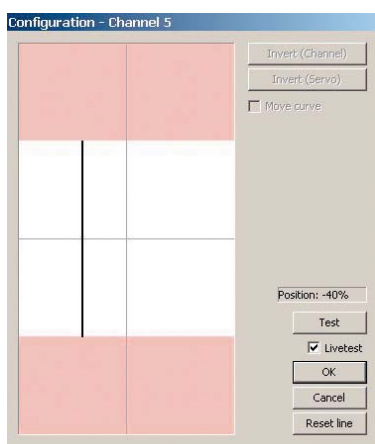 Configuration - Channel 5
Invert (Channel)
Invert (Servo)
Move curve
Position: -40%
Test
Livetest
OK
Cancel
Reset line